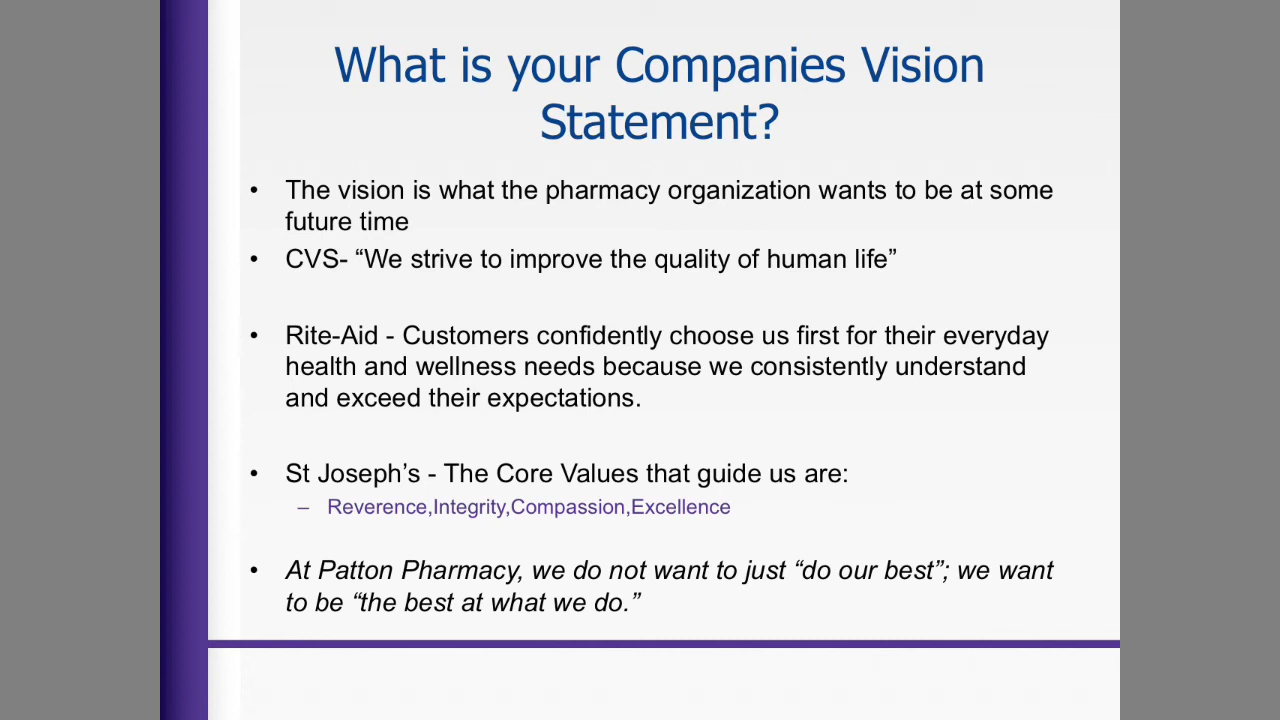 What is your Companies Vision
Statement?
• The vision is what the pharmacy organization wants to be at some
future time
• CVS- “We strive to improve the quality of human life”
• Rite-Aid - Customers confidently choose us first for their everyday
health and wellness needs because we consistently understand
and exceed their expectations.
• St Joseph’s - The Core Values that guide us are:
– Reverence,Integrity,Compassion,Excellence
• At Patton Pharmacy, we do not want to just “do our best”; we want
to be “the best at what we do.”